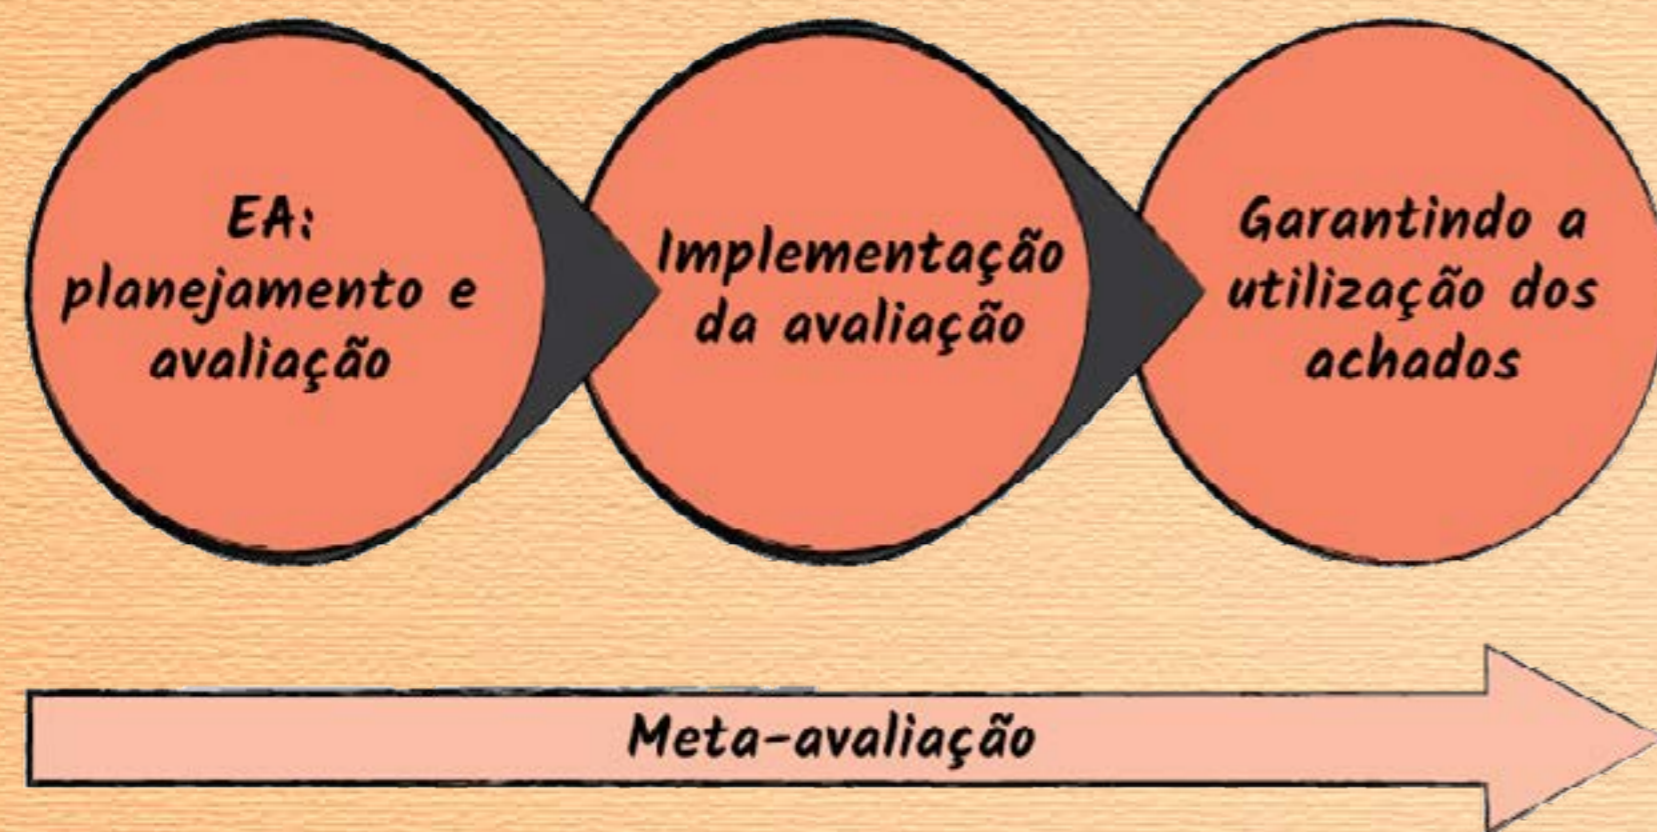 EA:
planejamento e
avaliação
Implementação
da avaliação
Garantindo a
utilização dos
achados
Meta-avaliação